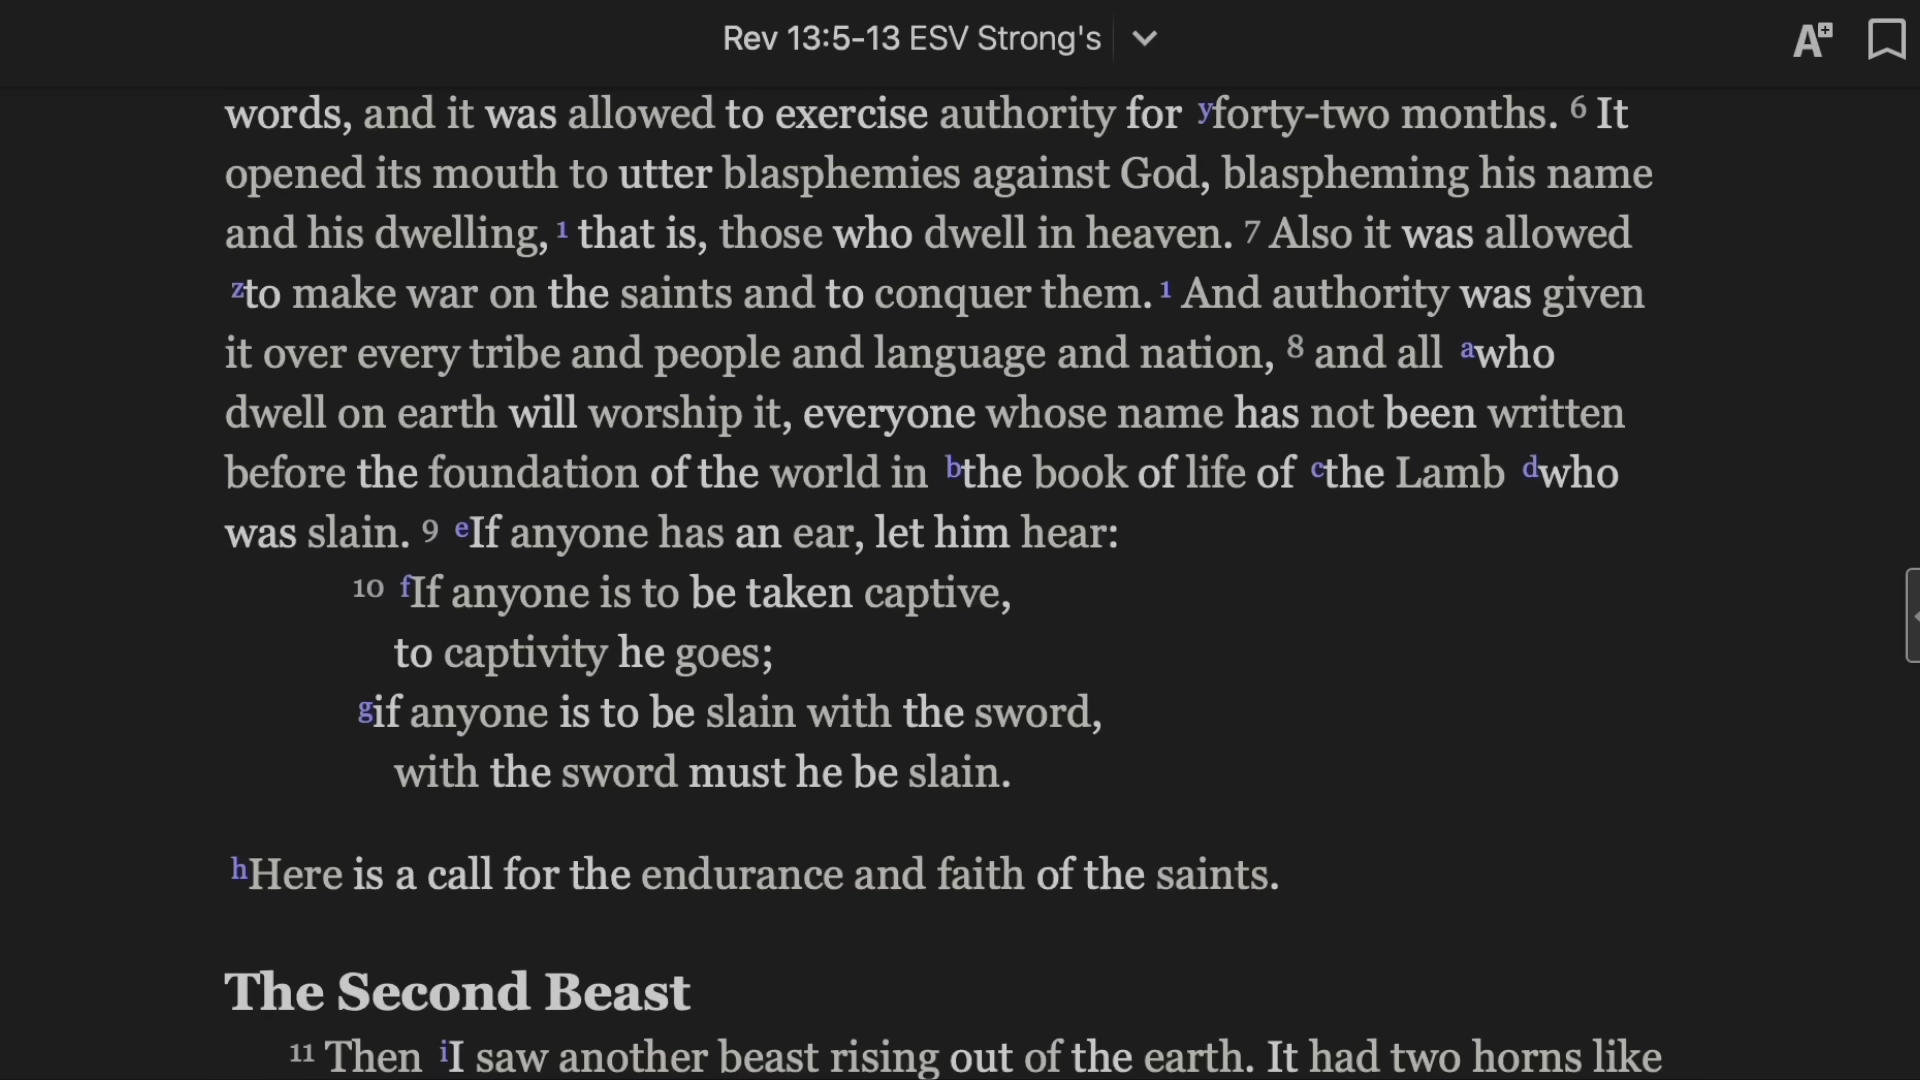 Rev 13:5-13 ESV Strong's
A+
words, and it was allowed to exercise authority for yforty-two months. 6 It
opened its mouth to utter blasphemies against God, blaspheming his name
and his dwelling,1 that is, those who dwell in heaven. 7 Also it was allowed
zto make war on the saints and to conquer them.1 And authority was given
it over every tribe and people and language and nation, 8 and all awho
dwell on earth will worship it, everyone whose name has not been written
before the foundation of the world in bthe book of life of cthe Lamb dwho
was slain. 9 eIf anyone has an ear, let him hear:
10 fIf anyone is to be taken captive,
to captivity he goes;
gif anyone is to be slain with the sword,
with the sword must he be slain.
hHere is a call for the endurance and faith of the saints.
The Second Beast
11 Then iI saw another beast rising out of the earth. It had two horns like